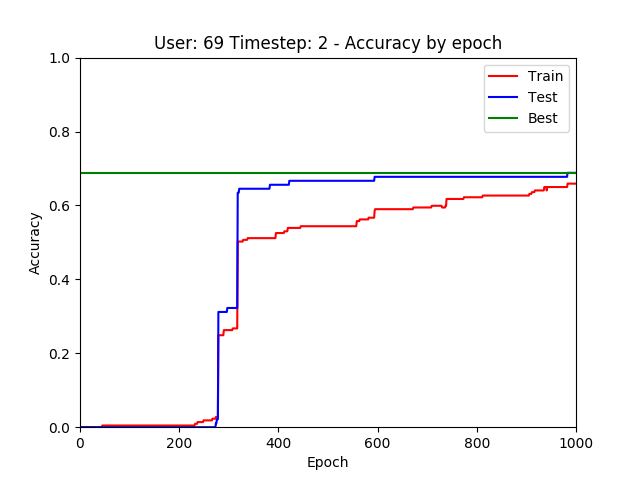 User: 69 Timestep: 2 - Accuracy by epoch
1.0
0.8
0.6
0.4
0.2
0.0
Accuracy
Train
Test
Best
0 200 400 600 800 1000
Epoch